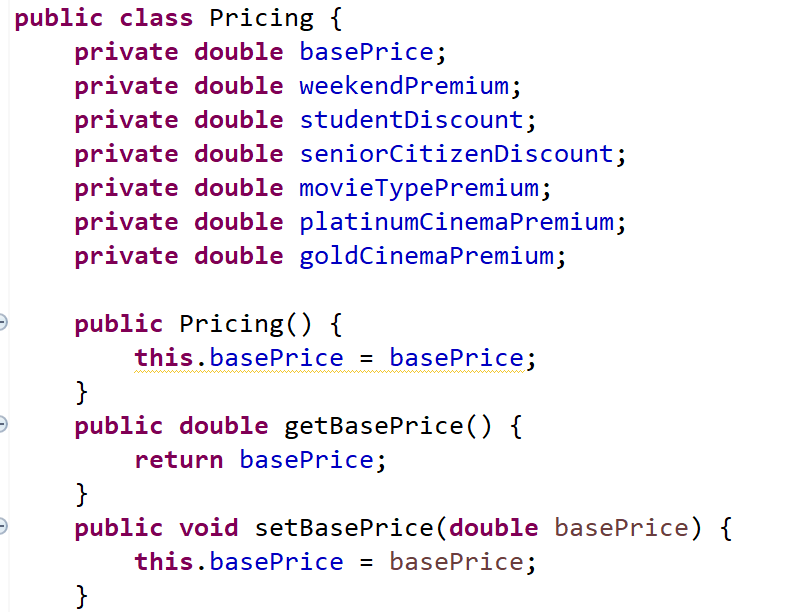 public class Pricing {
    private double basePrice;
    private double weekendPremium;
    private double studentDiscount;
    private double seniorCitizenDiscount;
    private double movieTypePremium;
    private double platinumCinemaPremium;
    private double goldCinemaPremium;

    public Pricing() {
        this.basePrice = basePrice;
    }
    public double getBasePrice() {
        return basePrice;
    }
    public void setBasePrice(double basePrice) {
        this.basePrice = basePrice;
    }